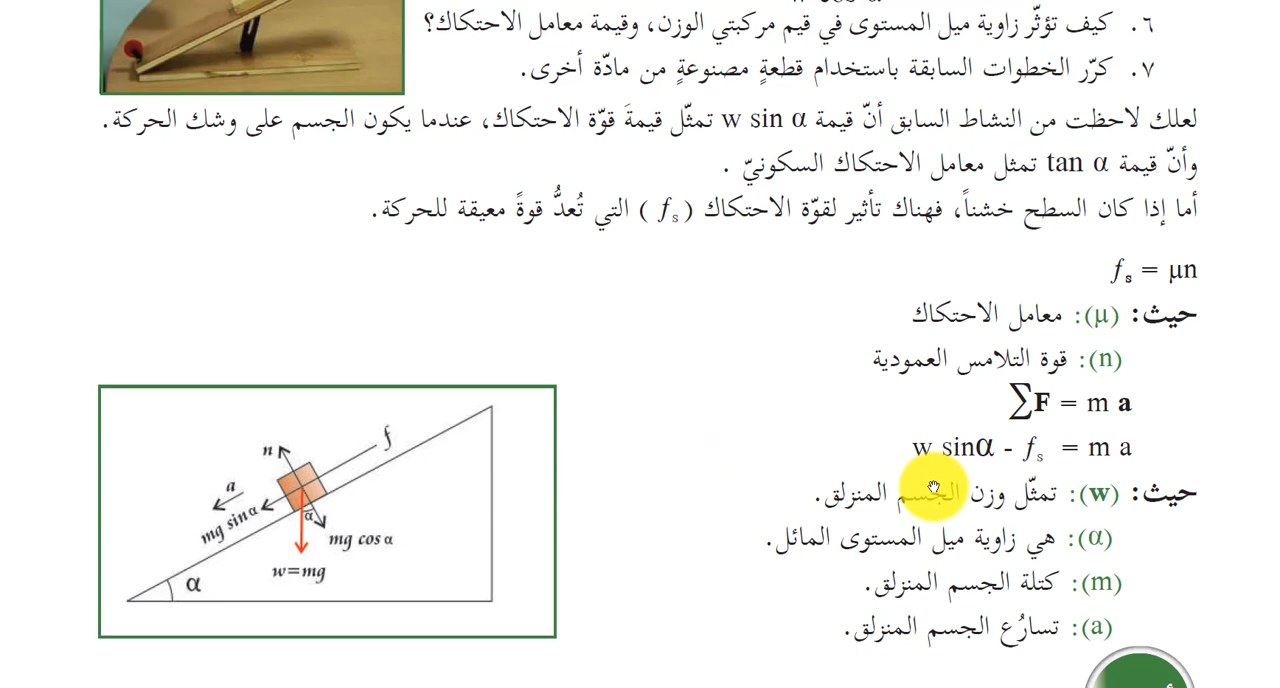 ٦. كيف تؤثّر زاوية ميل المستوى في قيم مركبتي الوزن، وقيمة معامل الاحتكاك؟
٧. كرّر الخطوات السابقة باستخدام قطعةٍ مصنوعةٍ من مادّة أخرى.
لعلك لاحظت من النشاط السابق أنّ قيمة w sin α تمثّل قيمةَ قوّة الاحتكاك، عندما يكون الجسم على وشك الحركة.
وأنّ قيمة tan α تمثل معامل الاحتكاك السكونيّ .
أما إذا كان السطح خشناً، فهناك تأثير لقوّة الاحتكاك (fs ) التي تُعدُّ قوةً معيقة للحركة.
fs = μn
حيث: (μ): معامل الاحتكاك
(n): قوة التلامس العمودية
∑F = m a
w sinα - fs = m a
حيث: (w): تمثّل وزن الجسم المنزلق.
(α): هي زاوية ميل المستوى المائل.
(m): كتلة الجسم المنزلق.
(a): تسارُع الجسم المنزلق.
f
n
a
mg sinα
α
mg cos α
w=mg
α